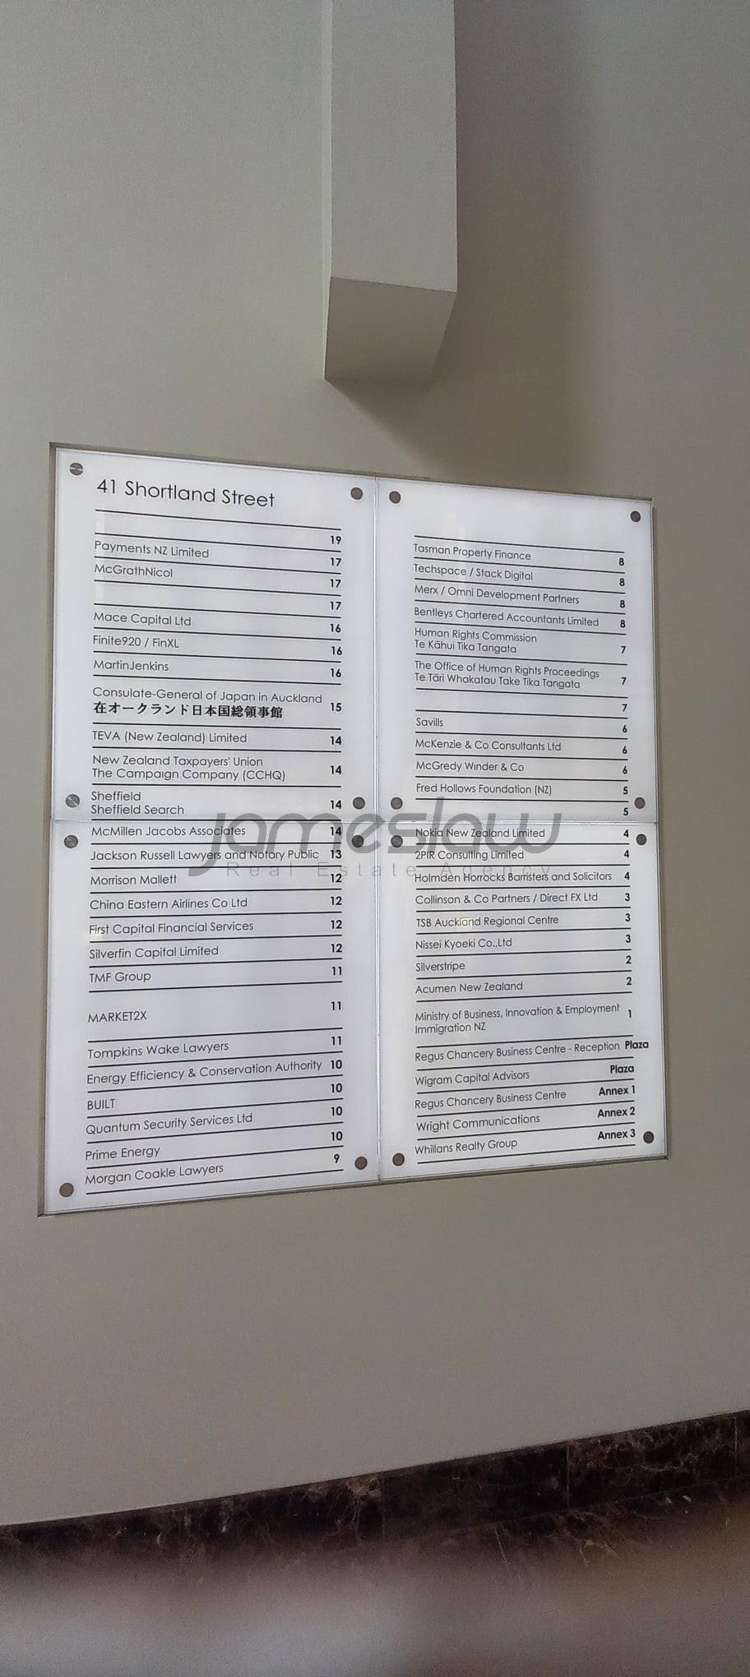 41 Shortland Street
19
Payments NZ Limited 17
McGrathNicol 17
17
Mace Capital Ltd 16
Finite920 / FinXL 16
MartinJenkins 16
Consulate-General of Japan in Auckland
在オークランド日本国総領事館 15
TEVA (New Zealand) Limited 14
New Zealand Taxpayers' Union
The Campaign Company (CCHQ) 14
Sheffield
Sheffield Search 14
McMillen Jacobs Associates 14
Jackson Russell Lawyers and Notary Public 13
Morrison Mallett 12
China Eastern Airlines Co Ltd 12
First Capital Financial Services 12
Silverfin Capital Limited 12
TMF Group 11
MARKET2X 11
Tompkins Wake Lawyers 11
Energy Efficiency & Conservation Authority 10
BUILT 10
Quantum Security Services Ltd 10
Prime Energy 10
Morgan Coakle Lawyers 9
Tasman Property Finance 8
Techspace / Stack Digital 8
Merx / Omni Development Partners 8
Bentleys Chartered Accountants Limited 8
Human Rights Commission
Te Kāhui Tika Tangata 7
The Office of Human Rights Proceedings
Te Tāri Whakatau Take Tika Tangata 7
7
Savills 6
McKenzie & Co Consultants Ltd 6
McGredy Winder & Co 6
Fred Hollows Foundation (NZ) 5
5
Nokia New Zealand Limited 4
2PIR Consulting Limited 4
Holmden Horrocks Barristers and Solicitors 4
Collinson & Co Partners / Direct FX Ltd 3
TSB Auckland Regional Centre 3
Nissei Kyoeki Co.,Ltd 3
Silverstripe 2
Acumen New Zealand 2
Ministry of Business, Innovation & Employment
Immigration NZ 1
Regus Chancery Business Centre - Reception Plaza
Wigram Capital Advisors Plaza
Regus Chancery Business Centre Annex 1
Wright Communications Annex 2
Whillans Realty Group Annex 3
jameslaw
Real Estate Agency